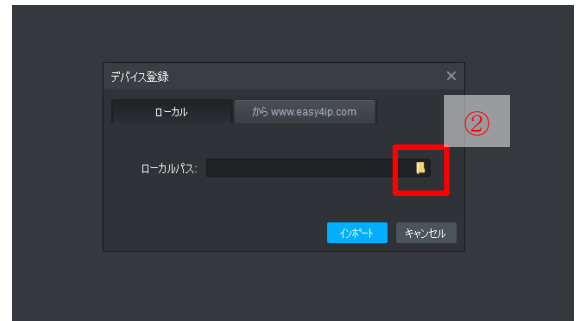 デバイス登録
ローカル
から www.easy4ip.com
②
ローカルパス:
インポート
キャンセル